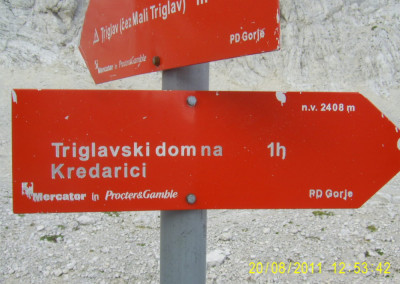 Triglav (čez Mali Triglav)
PD Gorje
Mercator in Procter&Gamble
n.v. 2408 m
Triglavski dom na 1h
Kredarici
Mercator in Procter&Gamble
PD Gorje
20/08/2011 12:53:42